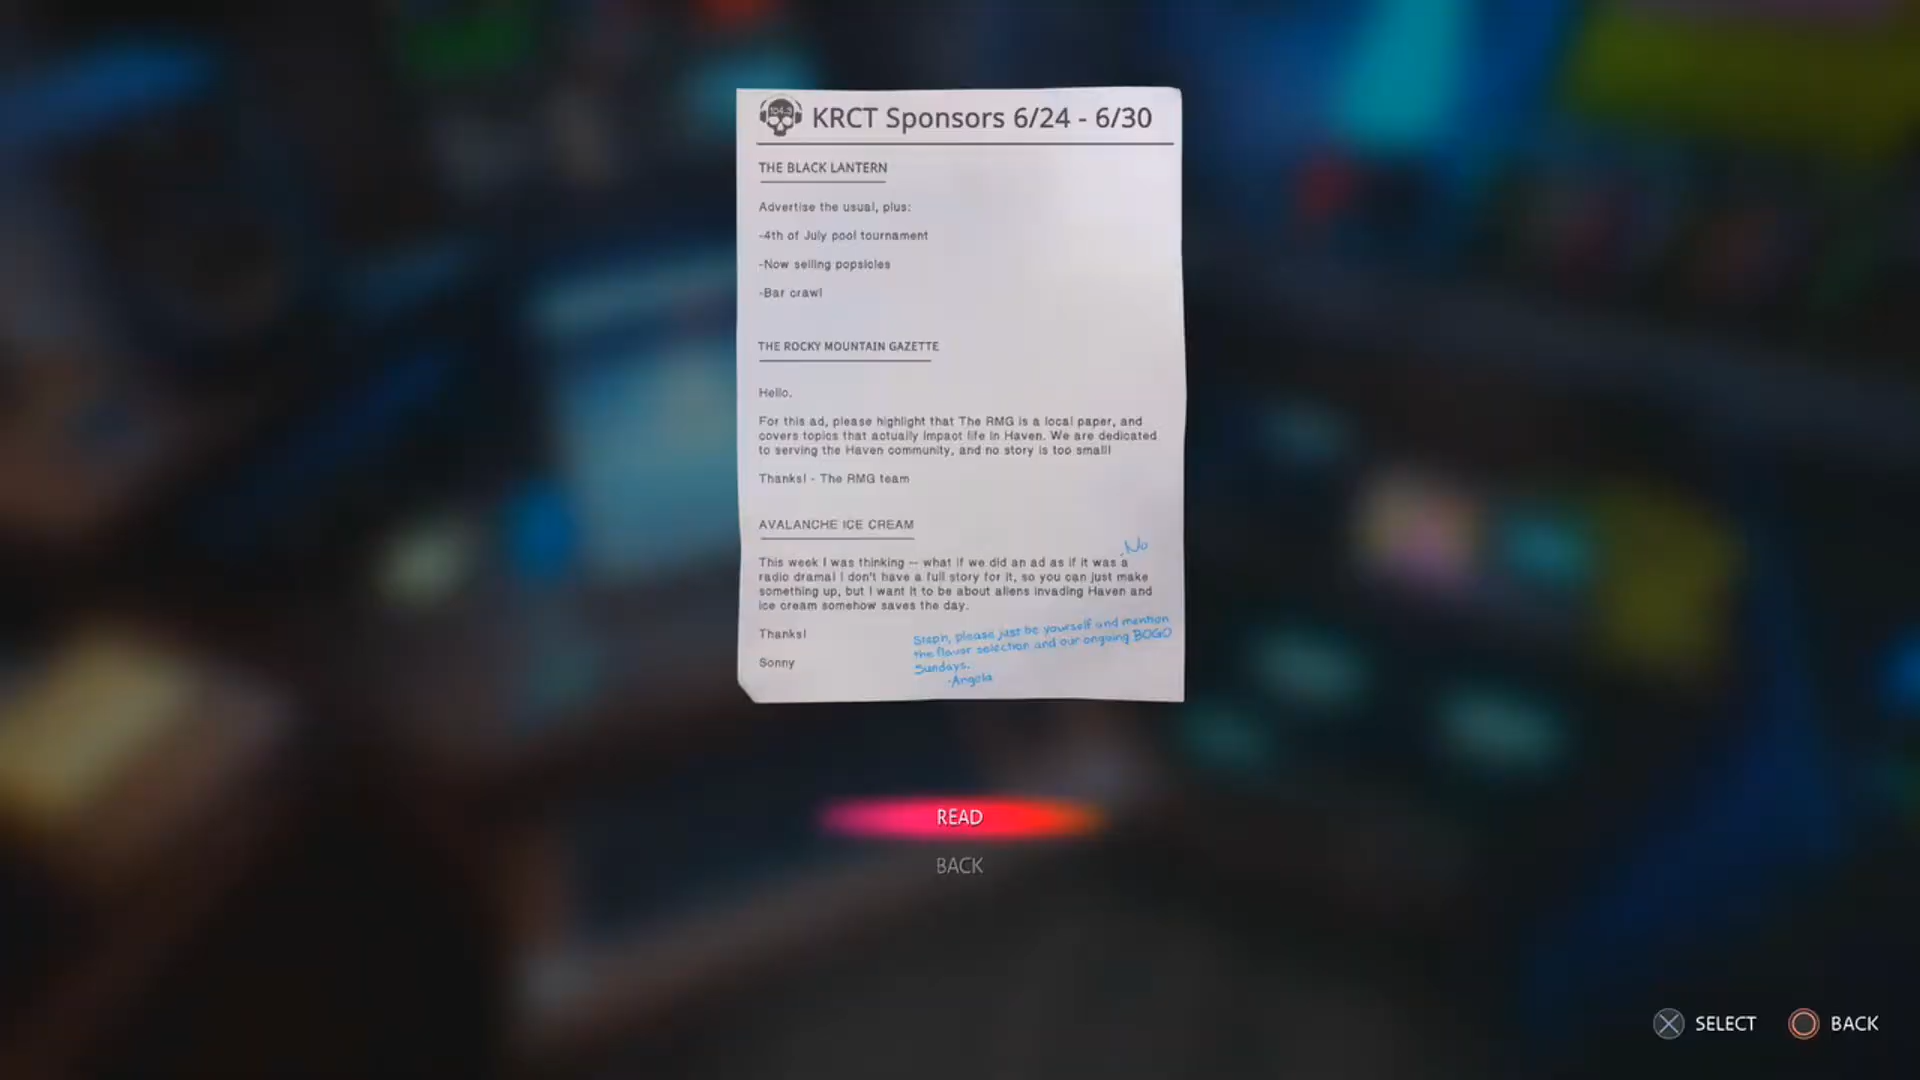 104.3
KRCT Sponsors 6/24 - 6/30
THE BLACK LANTERN
Advertise the usual, plus:
-4th of July pool tournament
-Now selling popsicles
-Bar crawl
THE ROCKY MOUNTAIN GAZETTE
Hello.
For this ad, please highlight that The RMG is a local paper, and
covers topics that actually impact life in Haven. We are dedicated
to serving the Haven community, and no story is too small!
Thanks! - The RMG team
AVALANCHE ICE CREAM
No
This week I was thinking -- what if we did an ad as if it was a
radio drama! I don't have a full story for it, so you can just make
something up, but I want it to be about aliens invading Haven and
ice cream somehow saves the day.
Thanks!
Sonny
Steph, please just be yourself and mention
the flavor selection and our ongoing BOGO
Sundays.
-Angela
READ
BACK
SELECT
BACK